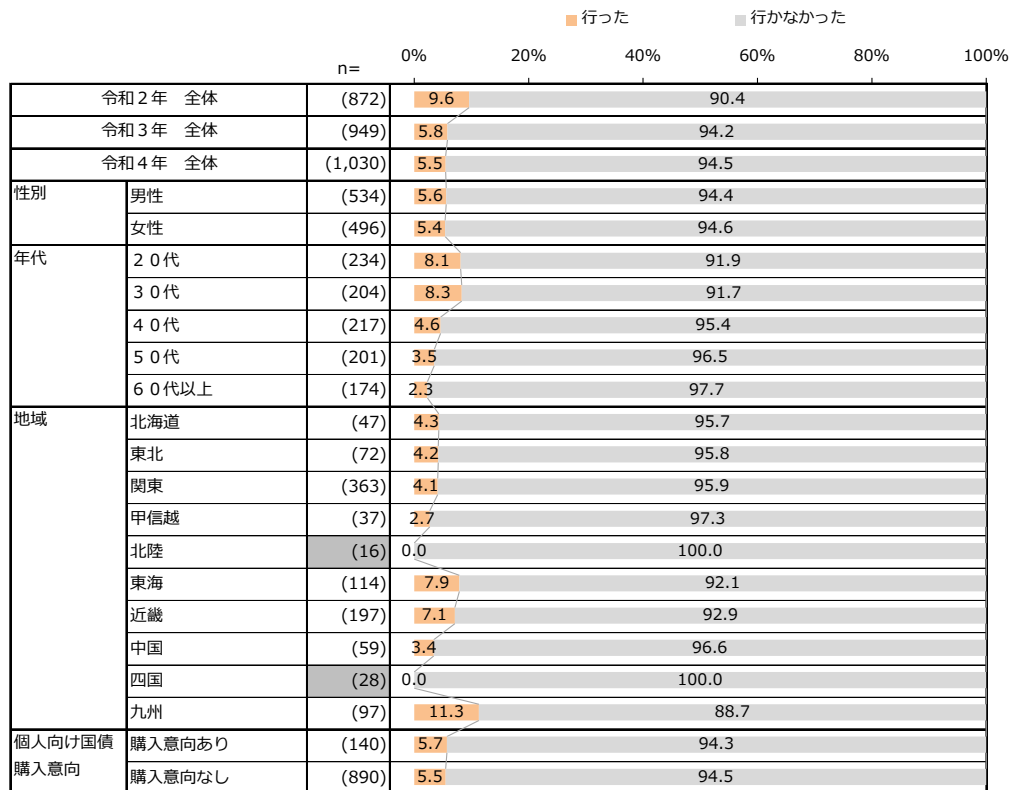 行った 行かなかった
0% 20% 40% 60% 80% 100%
n=
令和２年 全体 (872) 9.6 90.4
令和３年 全体 (949) 5.8 94.2
令和４年 全体 (1,030) 5.5 94.5
性別 男性 (534) 5.6 94.4
女性 (496) 5.4 94.6
年代 ２０代 (234) 8.1 91.9
３０代 (204) 8.3 91.7
４０代 (217) 4.6 95.4
５０代 (201) 3.5 96.5
６０代以上 (174) 2.3 97.7
地域 北海道 (47) 4.3 95.7
東北 (72) 4.2 95.8
関東 (363) 4.1 95.9
甲信越 (37) 2.7 97.3
北陸 (16) 0.0 100.0
東海 (114) 7.9 92.1
近畿 (197) 7.1 92.9
中国 (59) 3.4 96.6
四国 (28) 0.0 100.0
九州 (97) 11.3 88.7
個人向け国債 購入意向あり (140) 5.7 94.3
購入意向 購入意向なし (890) 5.5 94.5